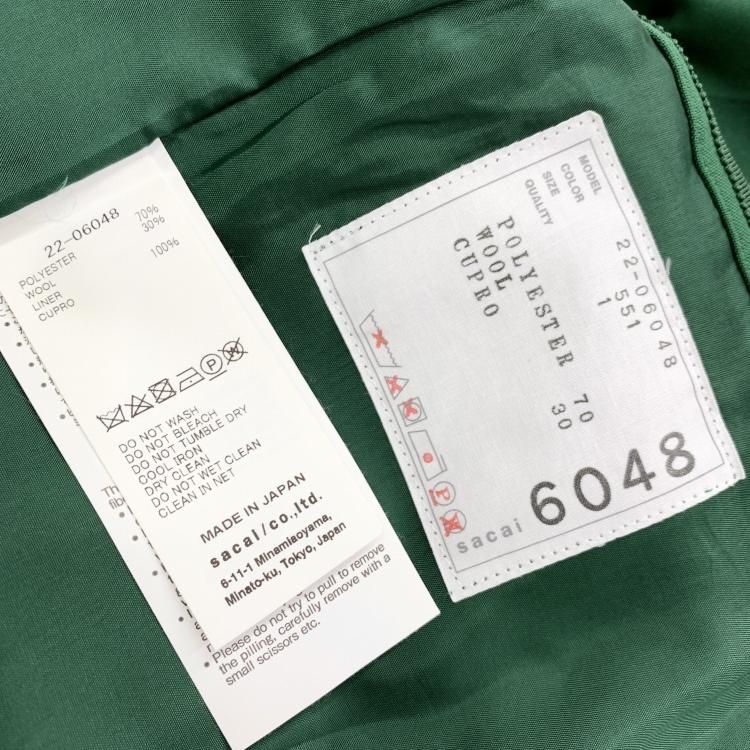 22-06048
POLYESTER 70%
WOOL 30%
LINER
CUPRO 100%
P
DO NOT WASH
DO NOT BLEACH
DO NOT TUMBLE DRY
COOL IRON
DRY CLEAN
DO NOT WET CLEAN
CLEAN IN NET
MADE IN JAPAN
sacai/co.,ltd.
6-11-1 Minamiaoyama,
Minato-ku, Tokyo, Japan
• Please do not try to pull to remove
the pilling, carefully remove with a
small scissors etc.
MODEL 22-06048
COLOR 551
SIZE 1
QUALITY
POLYESTER 70
WOOL 30
CUPRO
P
sacai 6048